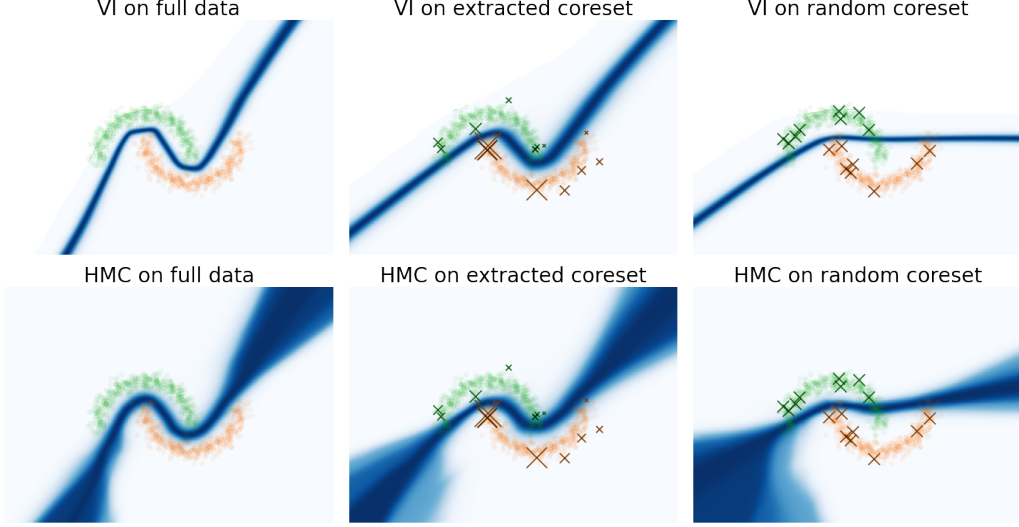 VI on full data
VI on extracted coreset
VI on random coreset
HMC on full data
HMC on extracted coreset
HMC on random coreset